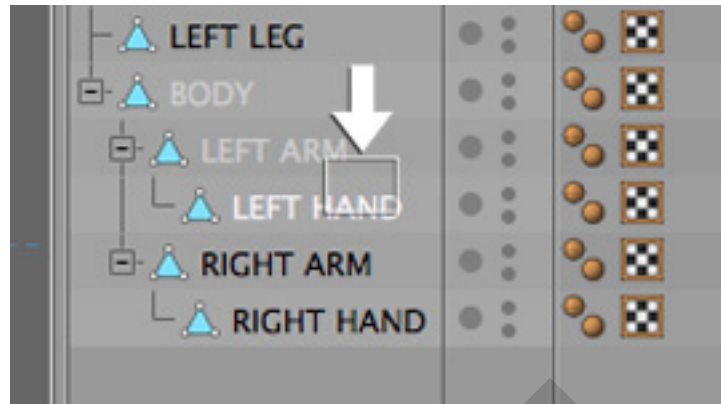 LEFT LEG
BODY
LEFT ARM
LEFT HAND
RIGHT ARM
RIGHT HAND